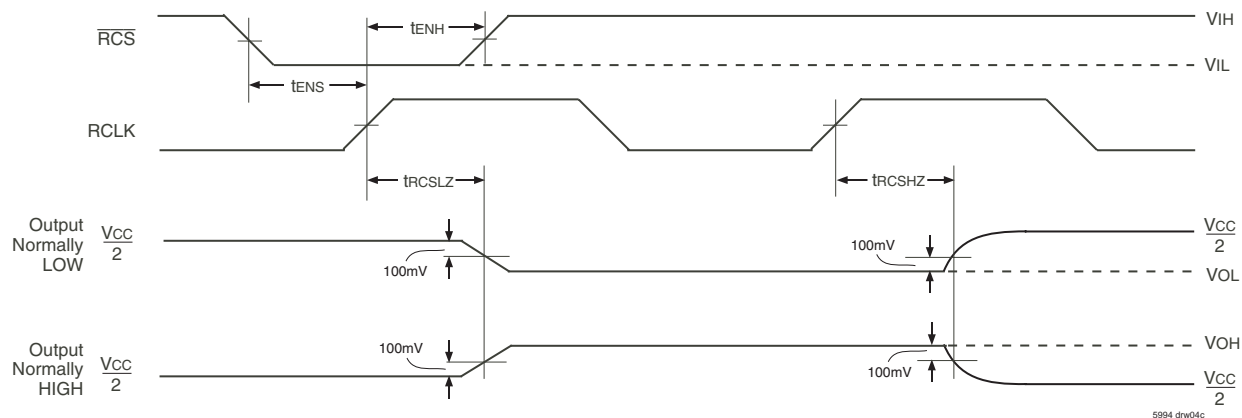 RCS
tENH
VIH
VIL
tENS
RCLK
tRCSLZ
tRCSHZ
Output
Normally
LOW
VCC
2
100mV
100mV
VCC
2
VOL
Output
Normally
HIGH
VCC
2
100mV
100mV
VOH
VCC
2
5994 drw04c